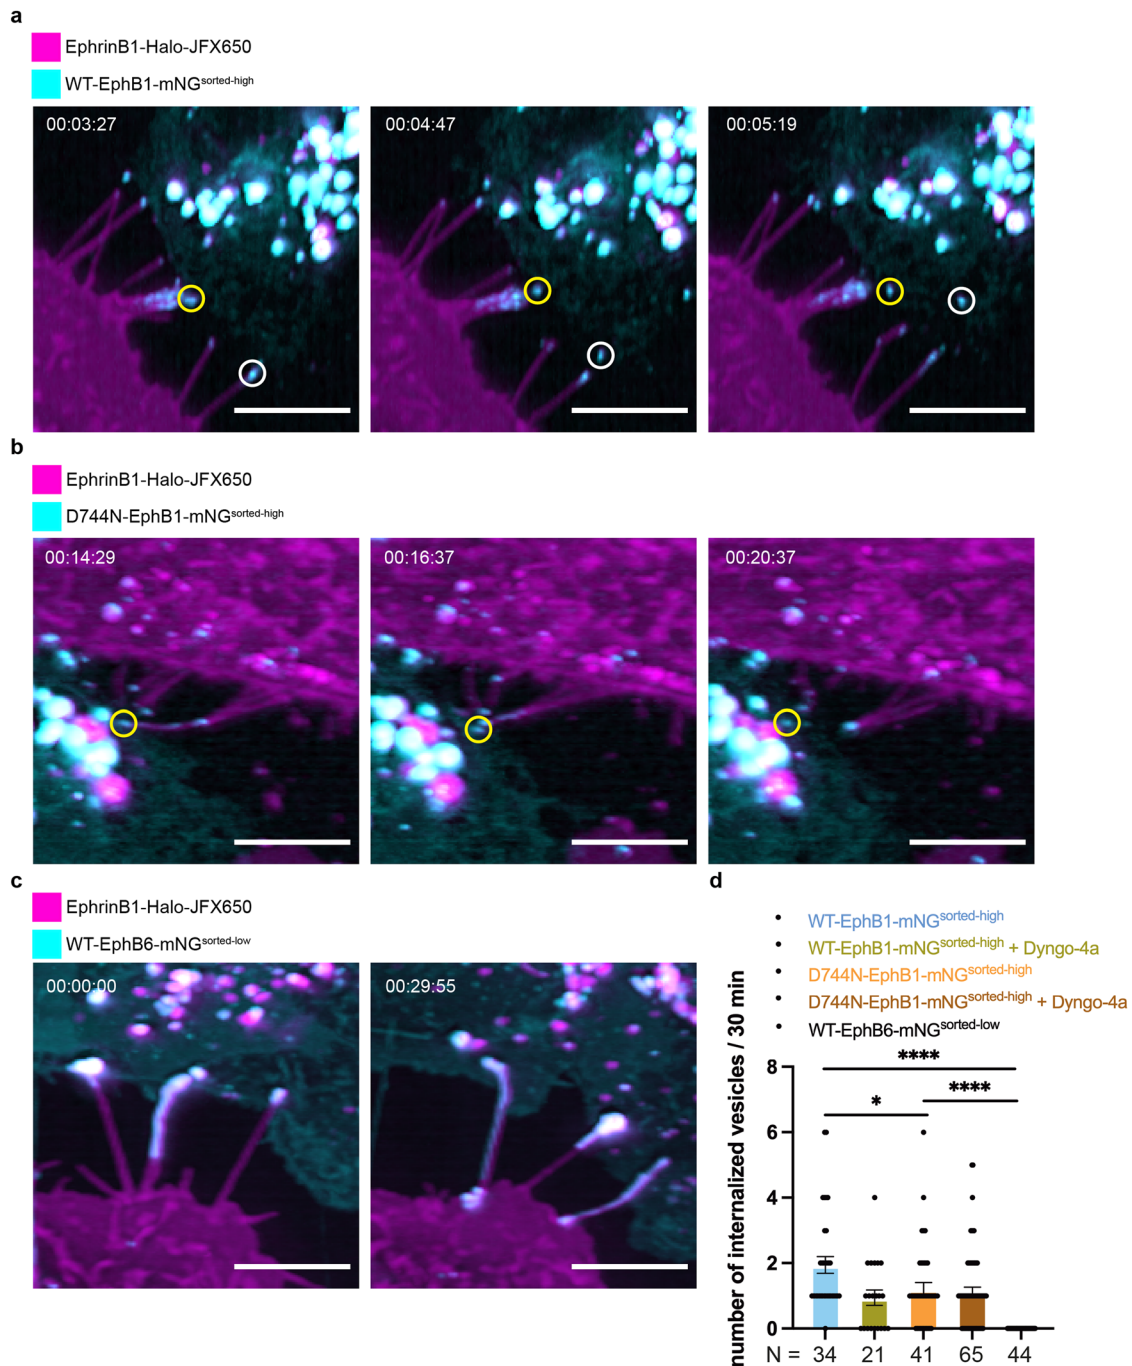 a
EphrinB1-Halo-JFX650
WT-EphB1-mNGsorted-high
00:03:27
00:04:47
00:05:19
b
EphrinB1-Halo-JFX650
D744N-EphB1-mNGsorted-high
00:14:29
00:16:37
00:20:37
c
EphrinB1-Halo-JFX650
WT-EphB6-mNGsorted-low
00:00:00
00:29:55
d
• WT-EphB1-mNGsorted-high
• WT-EphB1-mNGsorted-high + Dyngo-4a
• D744N-EphB1-mNGsorted-high
• D744N-EphB1-mNGsorted-high + Dyngo-4a
• WT-EphB6-mNGsorted-low
number of internalized vesicles / 30 min
8
6
4
2
0
****
* ****
N = 34 21 41 65 44